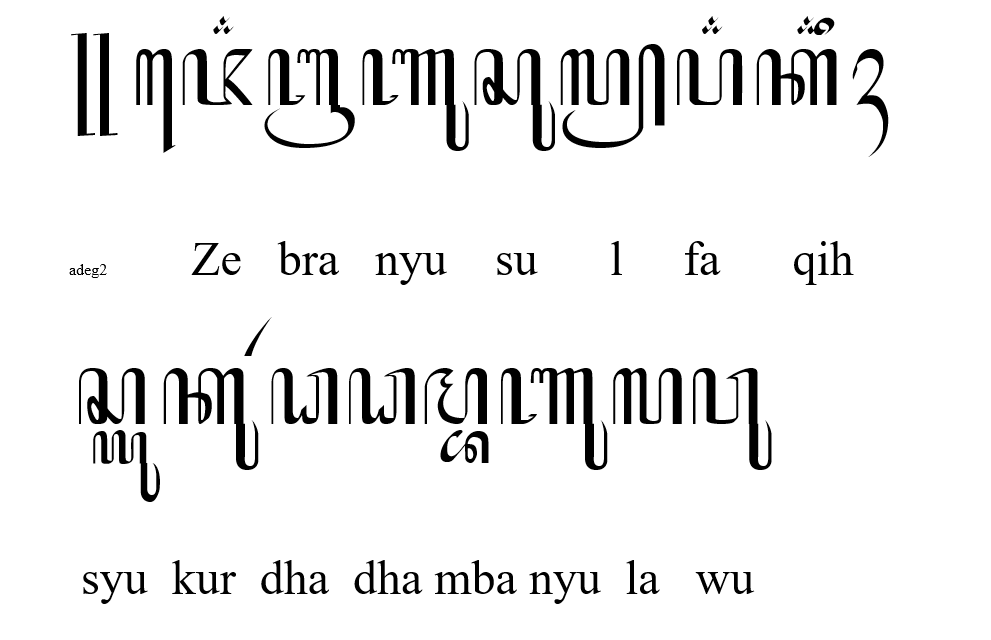 ꧋ꦗ꦳ꦺꦧꦿꦚꦸꦱꦸꦭ꧀ꦥ꦳ꦏ꦳ꦶꦃ
adeg2 Ze bra nyu su l fa qih
ꦱ꧀ꦪꦸꦏꦸꦂꦝꦝꦩ꧀ꦧꦚꦸꦭꦮꦸ
syu kur dha dha mba nyu la wu